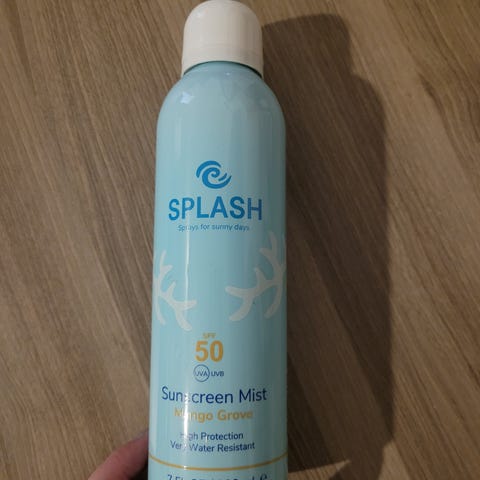 SPLASH
Sprays for sunny days
SPF
50
UVA UVB
Sunscreen Mist
Mango Grove
High Protection
Very Water Resistant